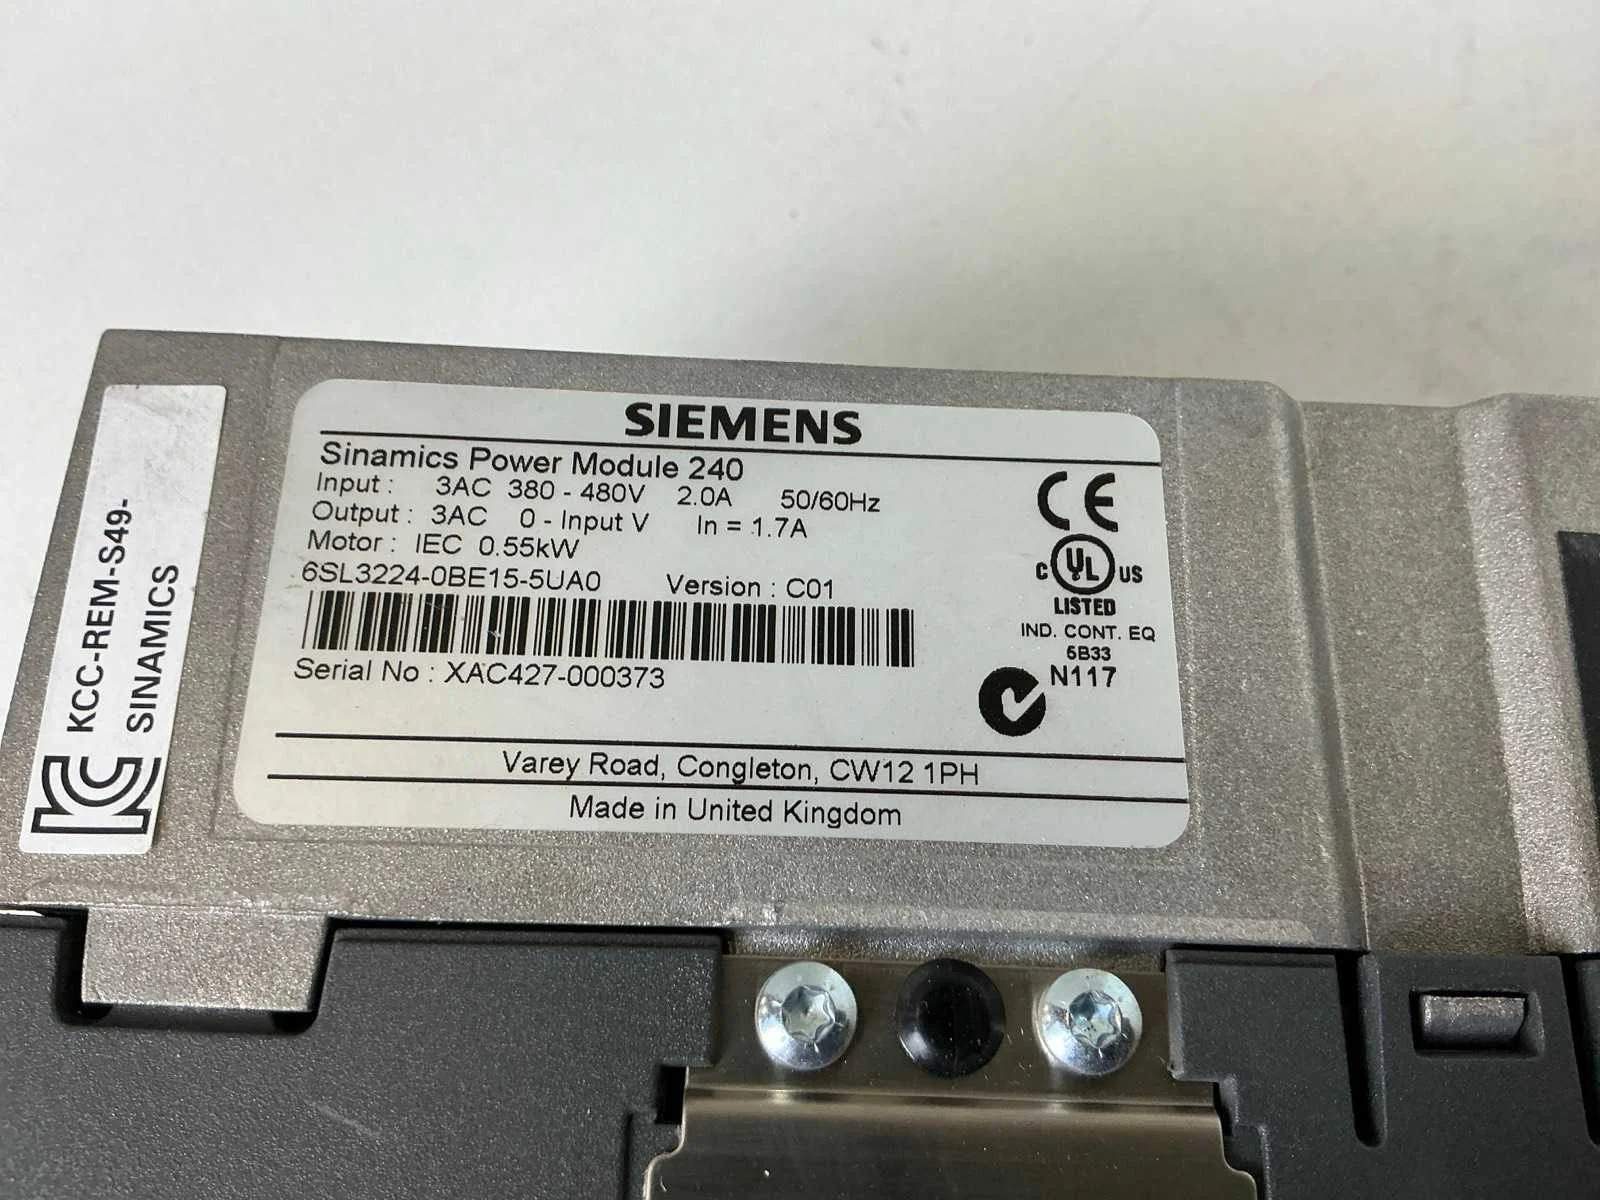 SIEMENS
Sinamics Power Module 240
Input : 3AC 380 - 480V 2.0A 50/60Hz
Output : 3AC 0 - Input V In = 1.7A
Motor : IEC 0.55kW
6SL3224-0BE15-5UA0 Version : C01
Serial No : XAC427-000373
CE
C UL US
LISTED
IND. CONT. EQ
6B33
N117
Varey Road, Congleton, CW12 1PH
Made in United Kingdom
KCC-REM-S49-
SINAMICS